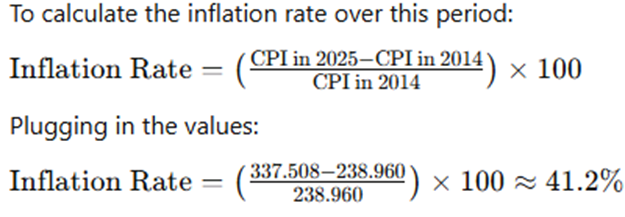 To calculate the inflation rate over this period:
Inflation Rate = (CPI in 2025−CPI in 2014 / CPI in 2014) × 100
Plugging in the values:
Inflation Rate = (337.508−238.960 / 238.960) × 100 ≈ 41.2%